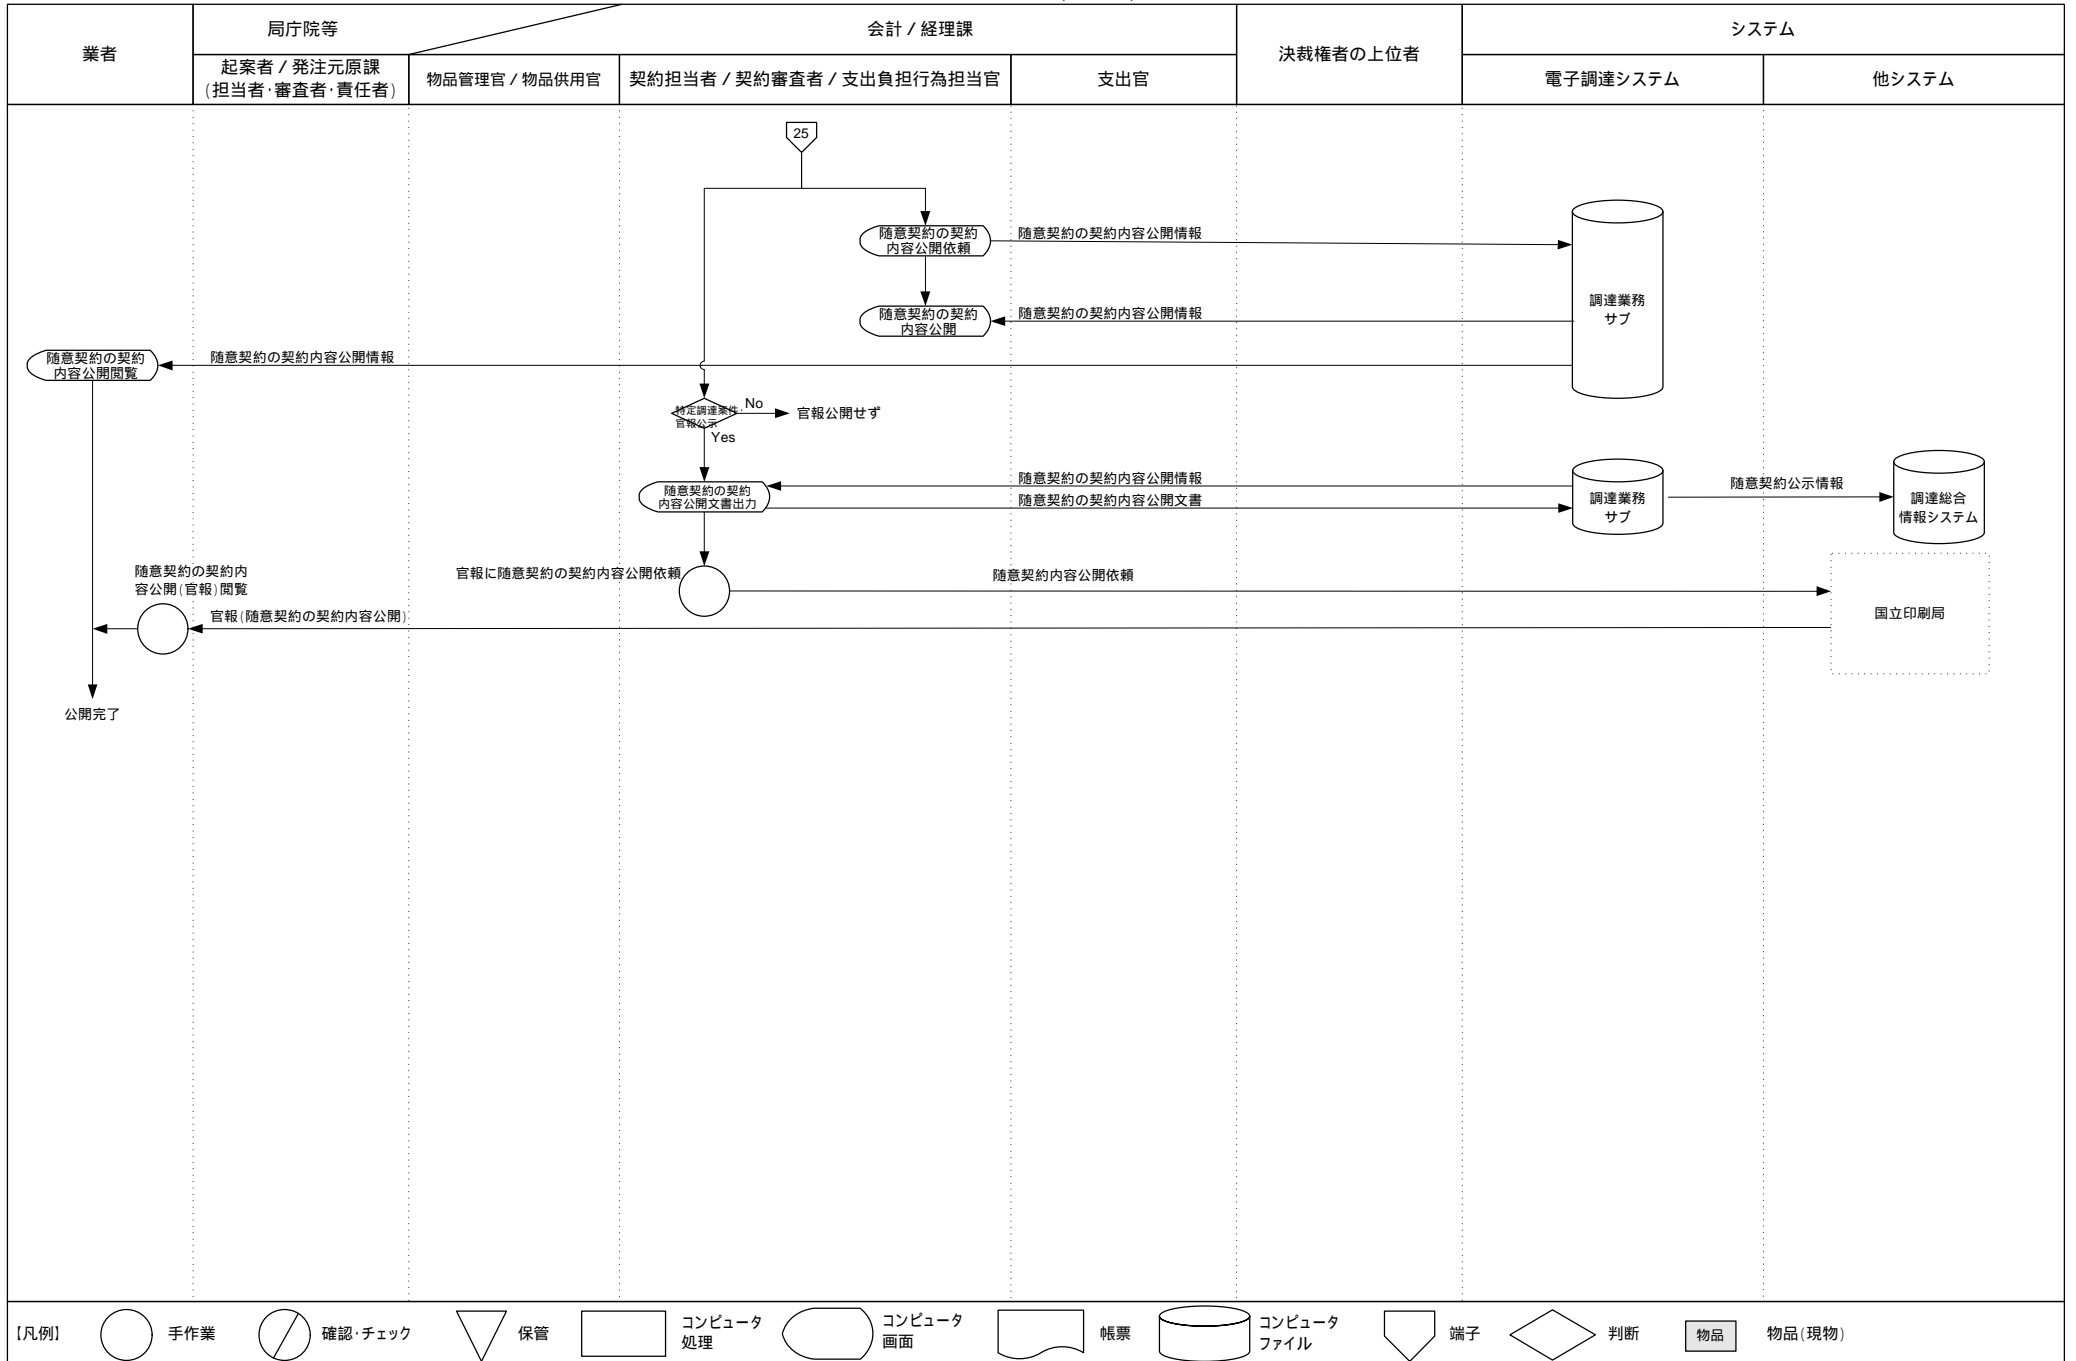 業者
局庁院等
会計 / 経理課
決裁権者の上位者
システム
起案者 / 発注元原課
(担当者・審査者・責任者)
物品管理官 / 物品供用官
契約担当者 / 契約審査者 / 支出負担行為担当官
支出官
電子調達システム
他システム
25
随意契約の契約
内容公開依頼
随意契約の契約内容公開情報
調達業務
サブ
随意契約の契約
内容公開
随意契約の契約内容公開情報
随意契約の契約
内容公開閲覧
随意契約の契約内容公開情報
特定調達案件・
官報公示
No
官報公開せず
Yes
随意契約の契約
内容公開文書出力
随意契約の契約内容公開情報
随意契約の契約内容公開文書
調達業務
サブ
随意契約公示情報
調達総合
情報システム
随意契約の契約内
容公開(官報)閲覧
官報に随意契約の契約内容公開依頼
随意契約内容公開依頼
国立印刷局
官報(随意契約の契約内容公開)
公開完了
【凡例】
手作業
確認・チェック
保管
コンピュータ
処理
コンピュータ
画面
帳票
コンピュータ
ファイル
端子
判断
物品
物品(現物)